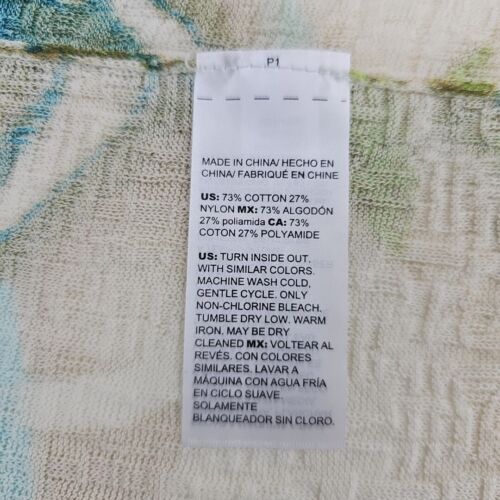 P1
MADE IN CHINA/ HECHO EN
CHINA/ FABRIQUÉ EN CHINE
US: 73% COTTON 27%
NYLON MX: 73% ALGODÓN
27% poliamida CA: 73%
COTON 27% POLYAMIDE
US: TURN INSIDE OUT.
WITH SIMILAR COLORS.
MACHINE WASH COLD,
GENTLE CYCLE. ONLY
NON-CHLORINE BLEACH.
TUMBLE DRY LOW. WARM
IRON. MAY BE DRY
CLEANED MX: VOLTEAR AL
REVÉS. CON COLORES
SIMILARES. LAVAR A
MÁQUINA CON AGUA FRÍA
EN CICLO SUAVE.
SOLAMENTE
BLANQUEADOR SIN CLORO.